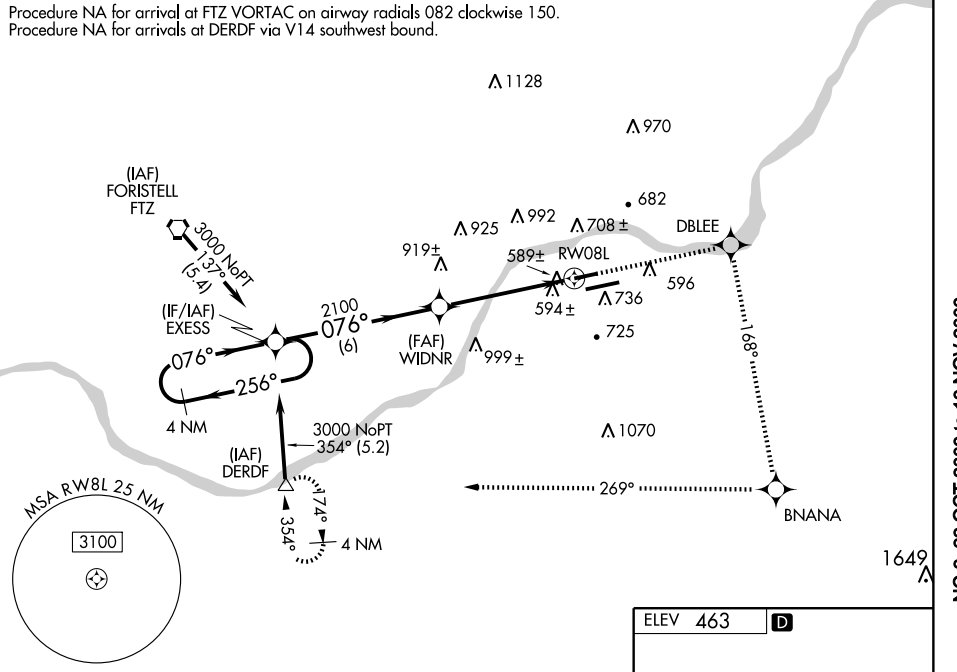 Procedure NA for arrival at FTZ VORTAC on airway radials 082 clockwise 150.
Procedure NA for arrivals at DERDF via V14 southwest bound.
1128
970
(IAF)
FORISTELL
FTZ
682
3000 NoPT
137°
(5.4)
992
925
708±
DBLEE
919±
589±
RW08L
596
(IF/IAF)
EXESS
2100
076°
(6)
594±
736
(FAF)
WIDNR
725
999±
168°
076°
256°
4 NM
3000 NoPT
354° (5.2)
1070
(IAF)
DERDF
MSA RW8L 25 NM
3100
174°
354°
4 NM
269°
BNANA
1649
ELEV 463
D